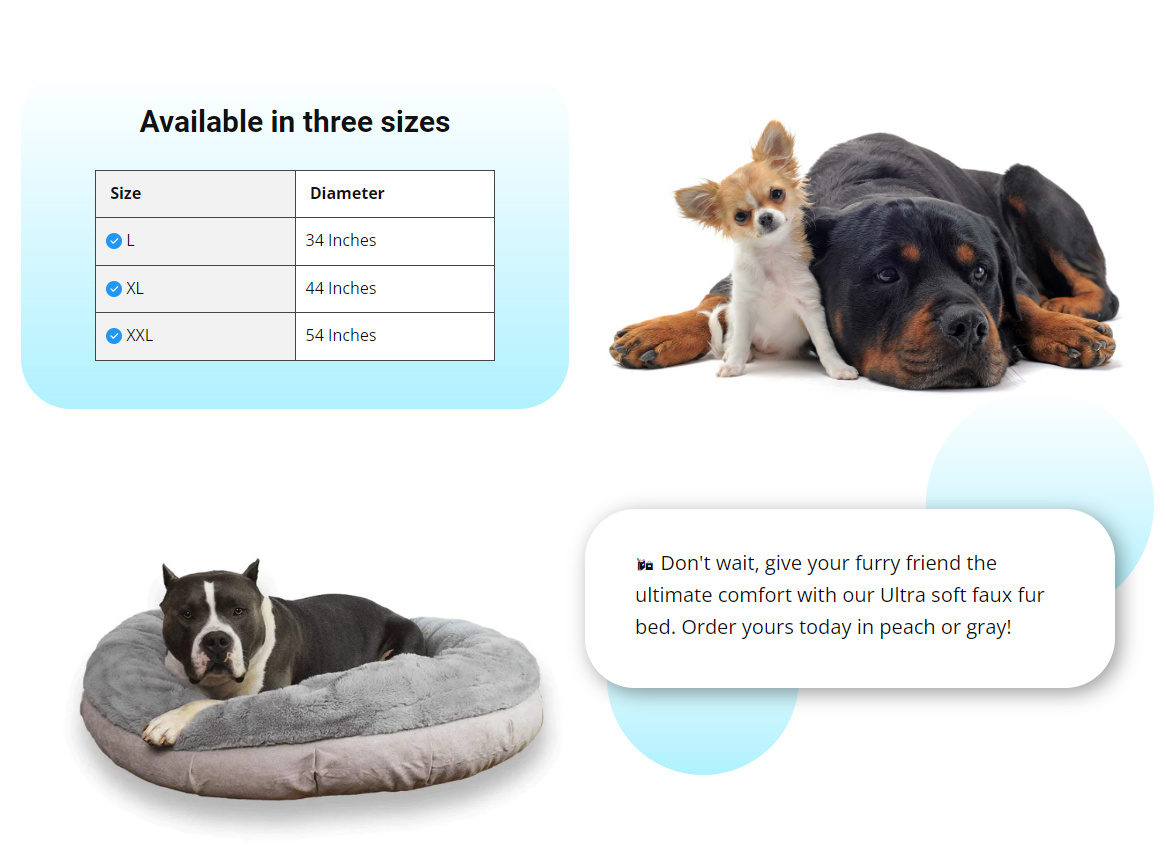 Available in three sizes
Size Diameter
L 34 Inches
XL 44 Inches
XXL 54 Inches
Don't wait, give your furry friend the
ultimate comfort with our Ultra soft faux fur
bed. Order yours today in peach or gray!